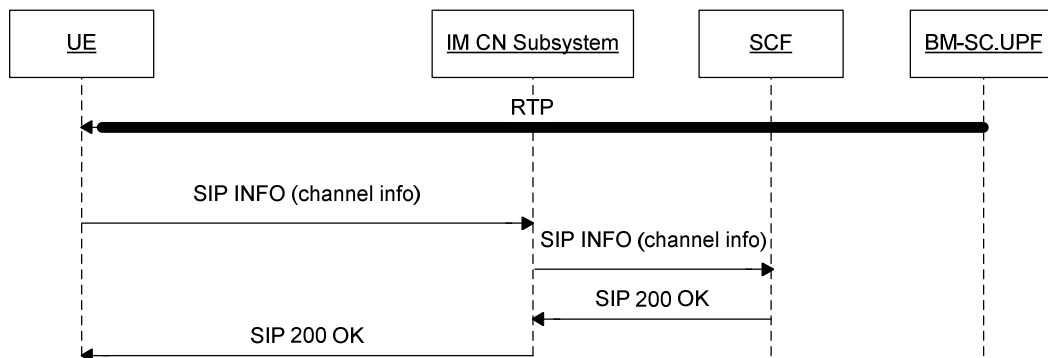 UE
IM CN Subsystem
SCF
BM-SC.UPF
RTP
SIP INFO (channel info)
SIP INFO (channel info)
SIP 200 OK
SIP 200 OK